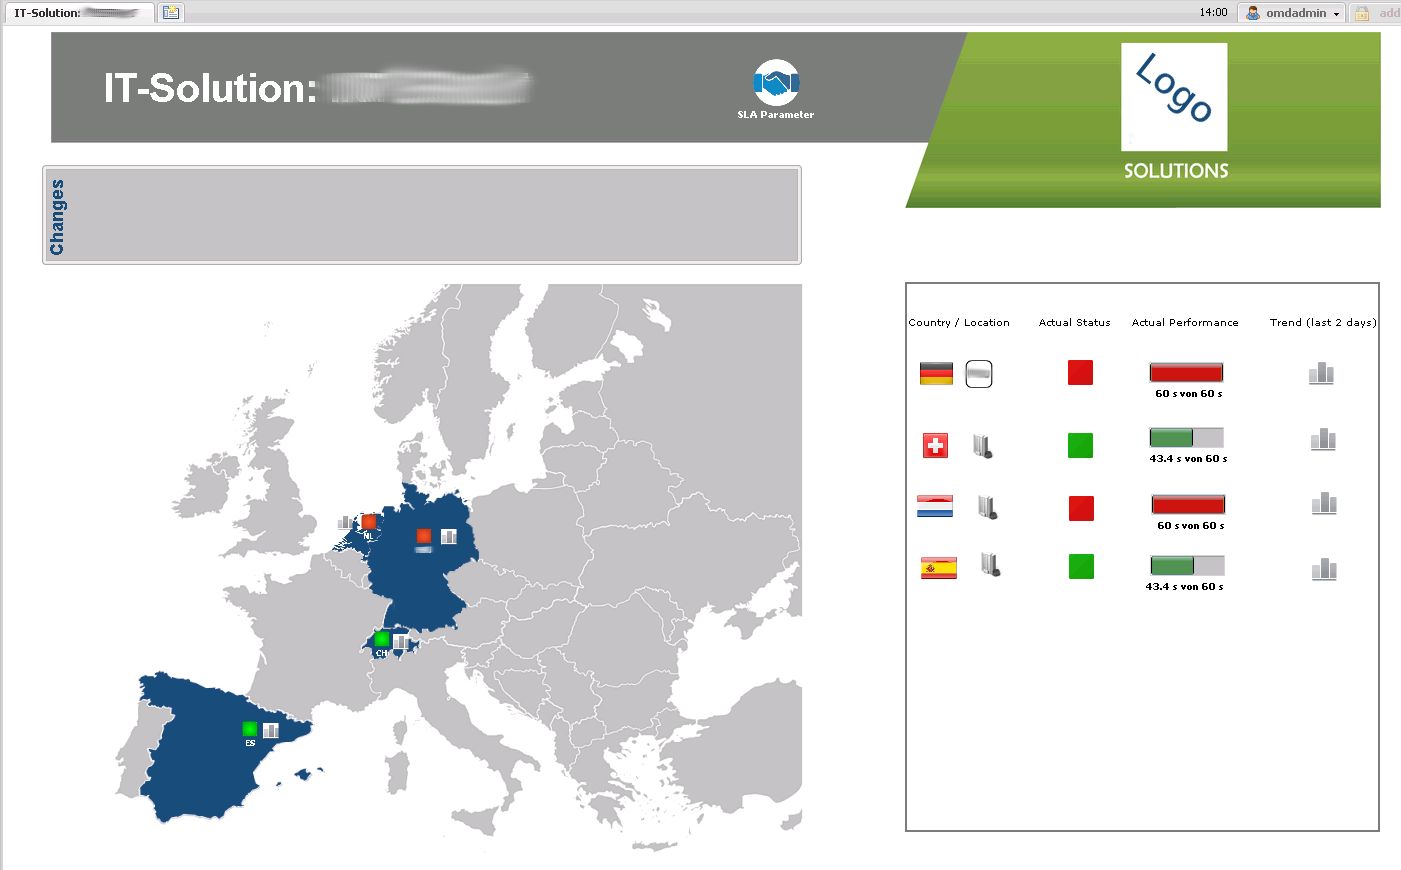 IT-Solution:
14:00
omdadmin
add
IT-Solution:
SLA Parameter
Logo
SOLUTIONS
Changes
Country / Location Actual Status Actual Performance Trend (last 2 days)
60 s von 60 s
43.4 s von 60 s
60 s von 60 s
43.4 s von 60 s
NL
CH
ES